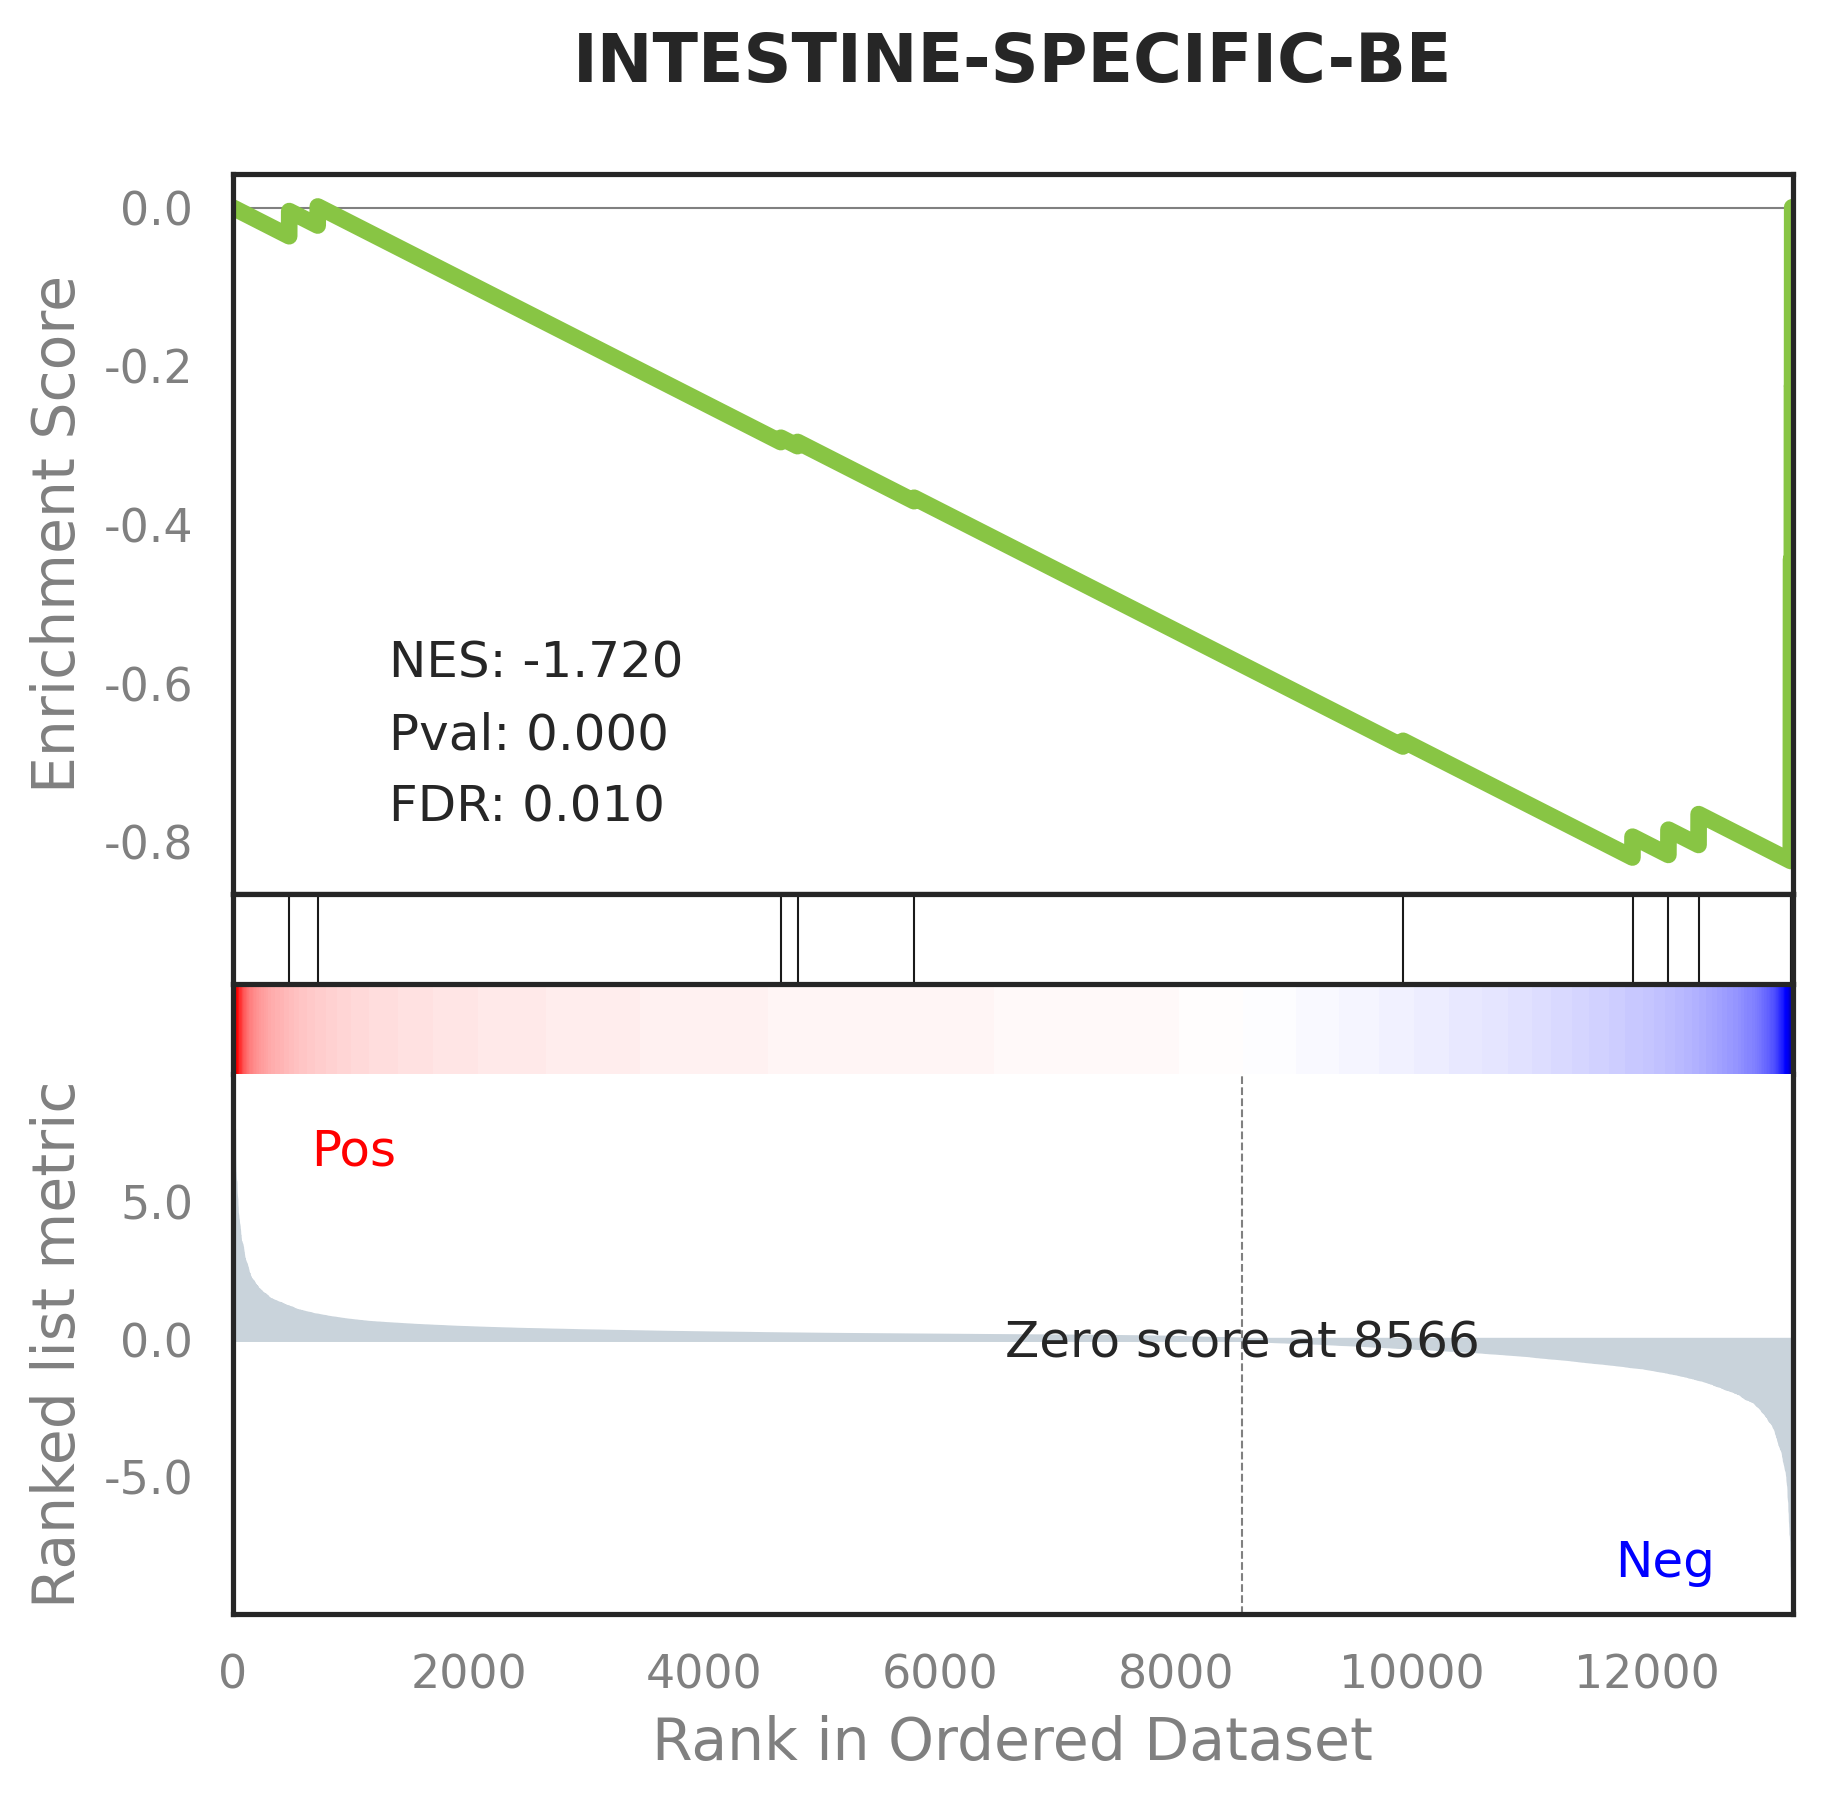 INTESTINE-SPECIFIC-BE
Enrichment Score
0.0
-0.2
-0.4
-0.6
-0.8
NES: -1.720
Pval: 0.000
FDR: 0.010
Ranked list metric
Pos
5.0
0.0
-5.0
Zero score at 8566
Neg
0 2000 4000 6000 8000 10000 12000
Rank in Ordered Dataset